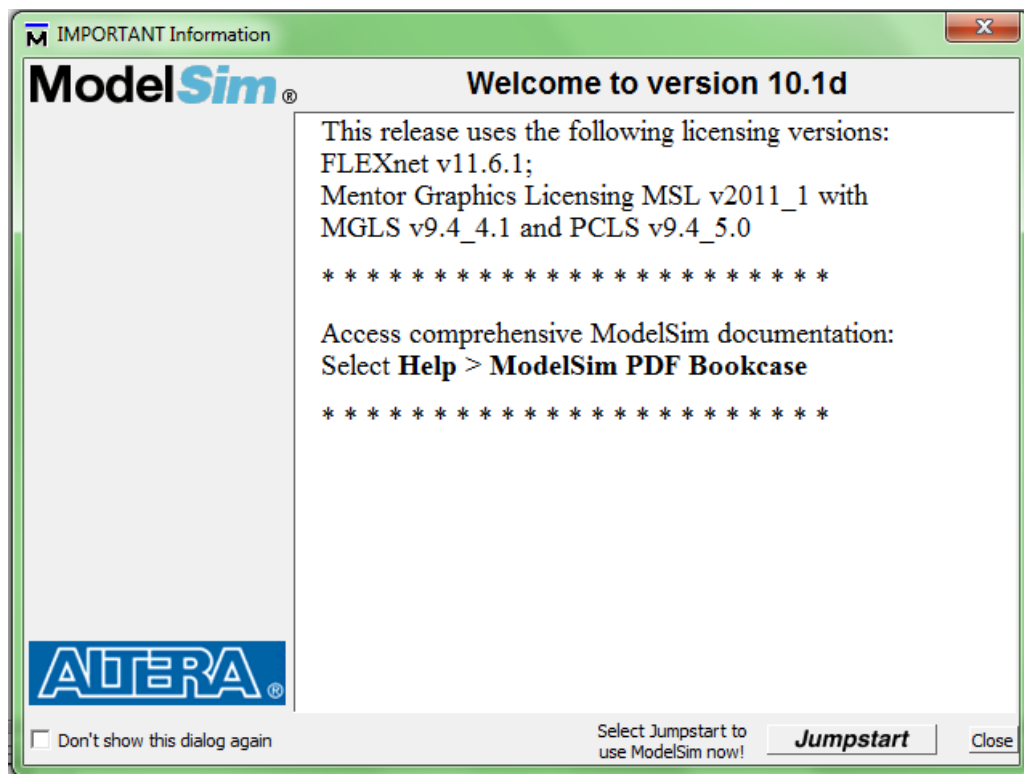 IMPORTANT Information
X
ModelSim ®
Welcome to version 10.1d
This release uses the following licensing versions:
FLEXnet v11.6.1;
Mentor Graphics Licensing MSL v2011_1 with
MGLS v9.4_4.1 and PCLS v9.4_5.0
* * * * * * * * * * * * * * * * * * * * * * *
Access comprehensive ModelSim documentation:
Select Help > ModelSim PDF Bookcase
* * * * * * * * * * * * * * * * * * * * * * *
ALTERA ®
Don't show this dialog again
Select Jumpstart to
use ModelSim now!
Jumpstart
Close